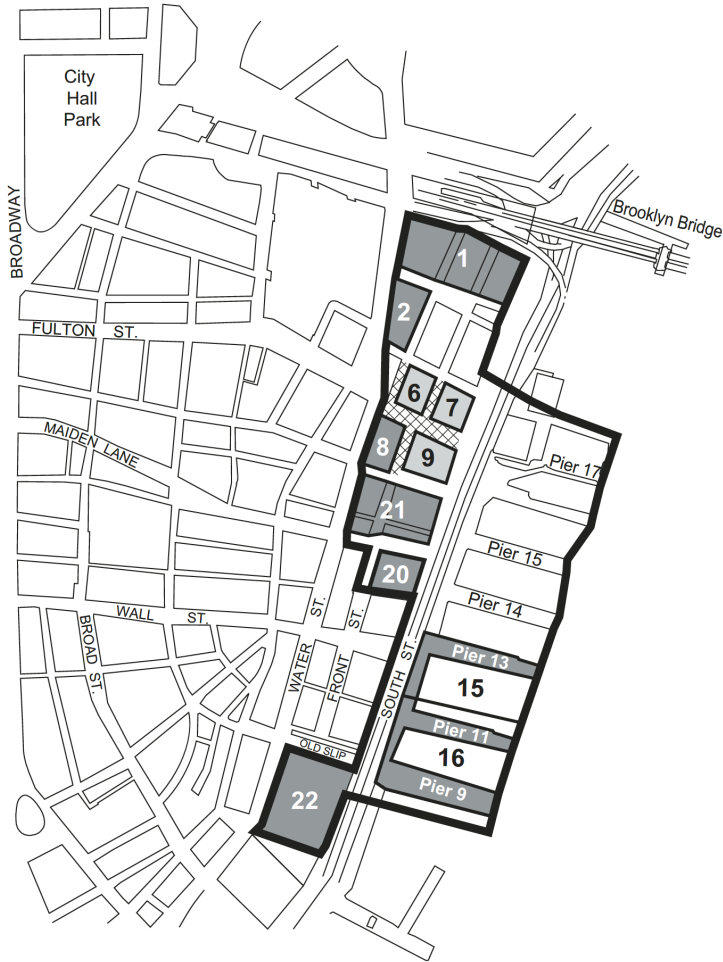 City
Hall
Park
BROADWAY
Brooklyn Bridge
1
2
FULTON ST.
6
7
MAIDEN LANE
8
9
Pier 17
21
Pier 15
20
Pier 14
WALL ST.
BROAD ST.
WATER ST.
FRONT ST.
SOUTH ST.
Pier 13
15
Pier 11
16
OLD SLIP
Pier 9
22